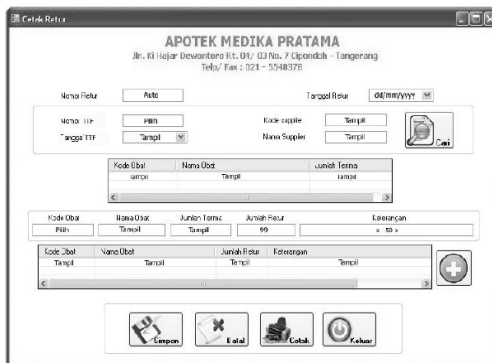 Cetak Retur
APOTEK MEDIKA PRATAMA
Jln. Ki Hajar Dewantoro Rt. 04/ 03 No. 7 Cipondoh - Tangerang
Telp/ Fax : 021 - 5548378
Nomor Retur Auto Tanggal Retur dd/mm/yyyy
Nomor TTF Pilih Kode supplier Tampil
Tanggal TTF Tampil Nama Supplier Tampil Cari
Kode Obat Nama Obat Jumlah Terima
Tampil Tampil Tampil
Kode Obat Nama Obat Jumlah Terima Jumlah Retur Keterangan
Pilih Tampil Tampil 99 x 50 x
Kode Obat Nama Obat Jumlah Retur Keterangan
Tampil Tampil Tampil Tampil
Simpan Batal Cetak Keluar